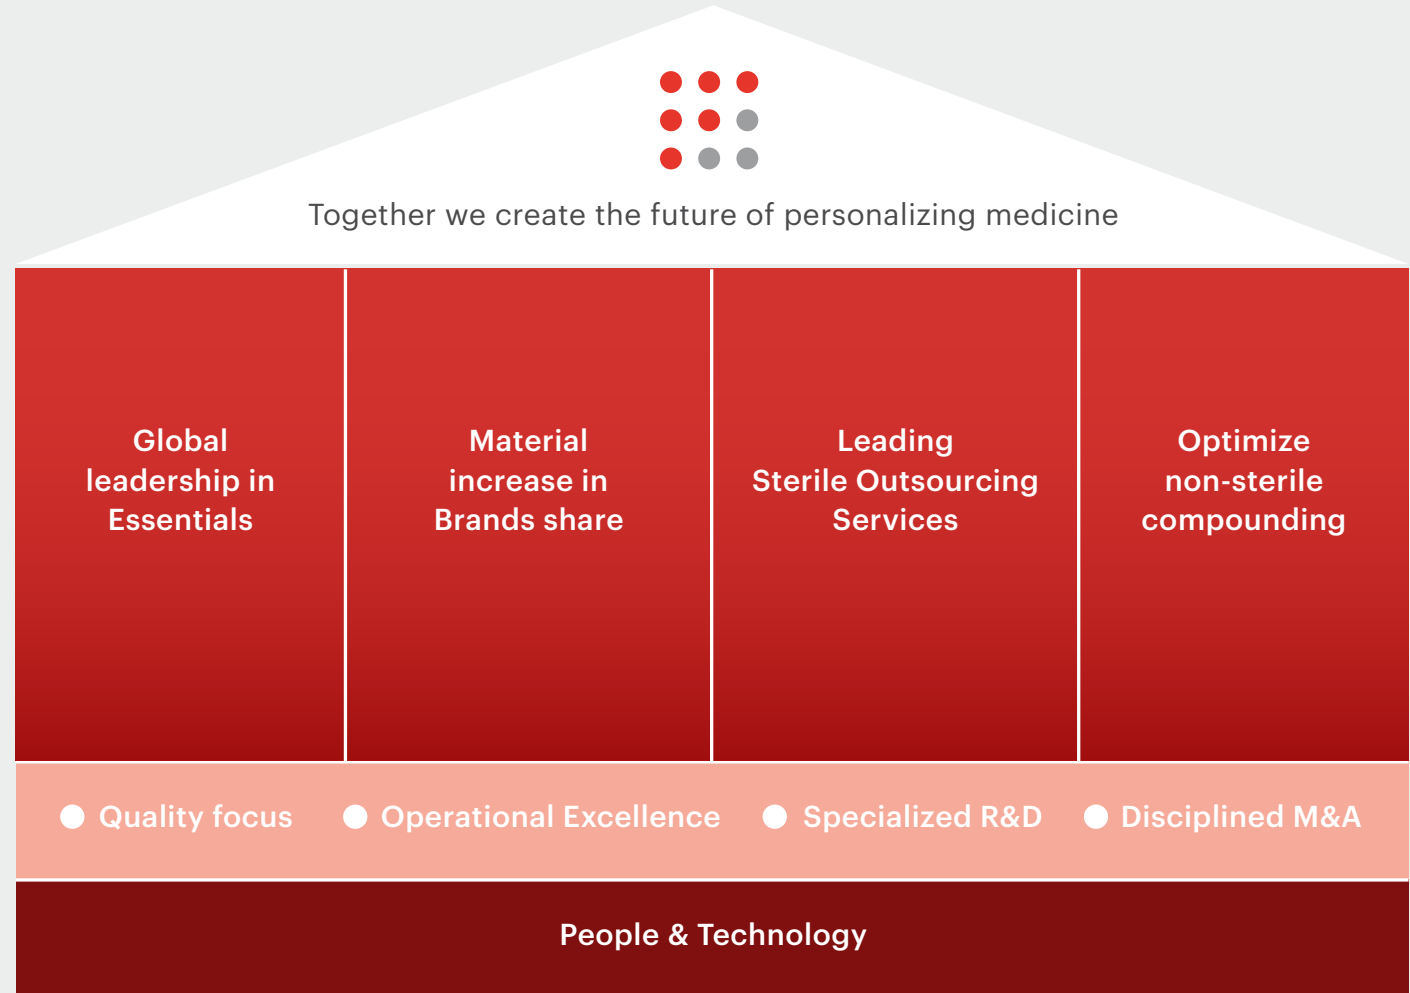 Together we create the future of personalizing medicine
Global
leadership in
Essentials
Material
increase in
Brands share
Leading
Sterile Outsourcing
Services
Optimize
non-sterile
compounding
Quality focus
Operational Excellence
Specialized R&D
Disciplined M&A
People & Technology